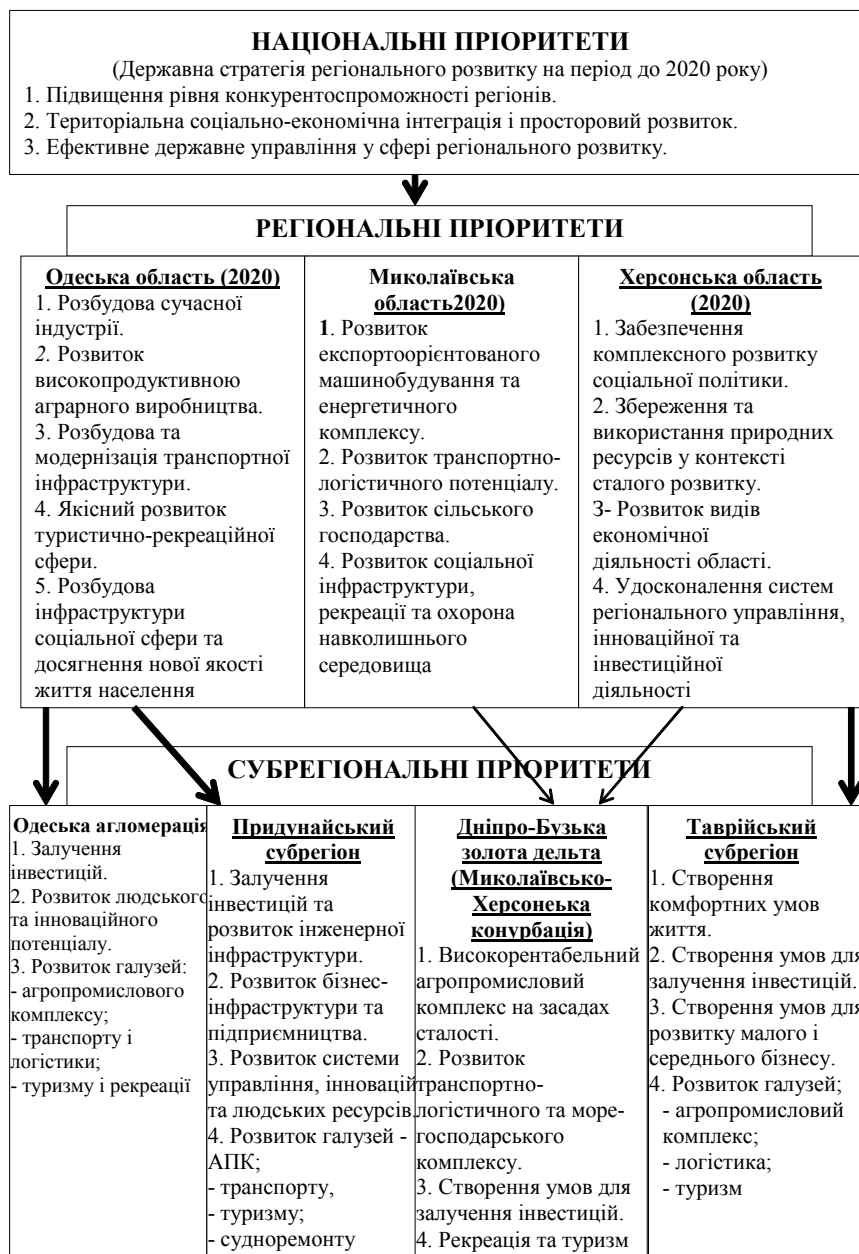 НАЦІОНАЛЬНІ ПРІОРИТЕТИ
(Державна стратегія регіонального розвитку на період до 2020 року)
1. Підвищення рівня конкурентоспроможності регіонів.
2. Територіальна соціально-економічна інтеграція і просторовий розвиток.
3. Ефективне державне управління у сфері регіонального розвитку.
РЕГІОНАЛЬНІ ПРІОРИТЕТИ
Одеська область (2020)
1. Розбудова сучасної
індустрії.
2. Розвиток
високопродуктивною
аграрного виробництва.
3. Розбудова та
модернізація транспортної
інфраструктури.
4. Якісний розвиток
туристично-рекреаційної
сфери.
5. Розбудова
інфраструктури
соціальної сфери та
досягнення нової якості
життя населення
Миколаївська
область2020)
1. Розвиток
експортоорієнтованого
машинобудування та
енергетичного
комплексу.
2. Розвиток транспортно-
логістичного потенціалу.
3. Розвиток сільського
господарства.
4. Розвиток соціальної
інфраструктури,
рекреації та охорона
навколишнього
середовища
Херсонська область
(2020)
1. Забезпечення
комплексного розвитку
соціальної політики.
2. Збереження та
використання природних
ресурсів у контексті
сталого розвитку.
З- Розвиток видів
економічної
діяльності області.
4. Удосконалення систем
регіонального управління,
інноваційної та
інвестиційної
діяльності
СУБРЕГІОНАЛЬНІ ПРІОРИТЕТИ
Одеська агломерація
1. Залучення
інвестицій.
2. Розвиток людського
та інноваційного
потенціалу.
3. Розвиток галузей:
- агропромислового
комплексу;
- транспорту і
логістики;
- туризму і рекреації
Придунайський
субрегіон
1. Залучення
інвестицій та
розвиток інженерної
інфраструктури.
2. Розвиток бізнес-
інфраструктури та
підприємництва.
3. Розвиток системи
управління, інновацій
та людських ресурсів.
4. Розвиток галузей -
АПК;
- транспорту,
- туризму;
- судноремонту
Дніпро-Бузька
золота дельта
(Миколаївсько-
Херсонеька
конурбація)
1. Високорентабельний
агропромисловий
комплекс на засадах
сталості.
2. Розвиток
транспортно-
логістичного та море-
господарського
комплексу.
3. Створення умов для
залучення інвестицій.
4. Рекреація та туризм
Таврійський
субрегіон
1. Створення
комфортних умов
життя.
2. Створення умов для
залучення інвестицій.
3. Створення умов для
розвитку малого і
середнього бізнесу.
4. Розвиток галузей;
- агропромисловий
комплекс;
- логістика;
- туризм